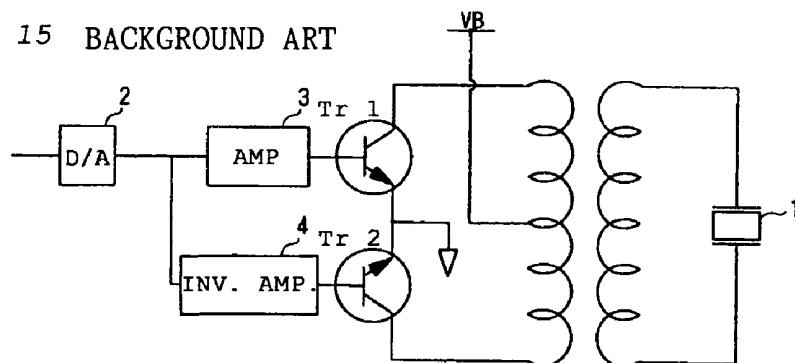 15 BACKGROUND ART
VB
2
3
Tr 1
D/A
AMP
1
4
Tr 2
INV. AMP.